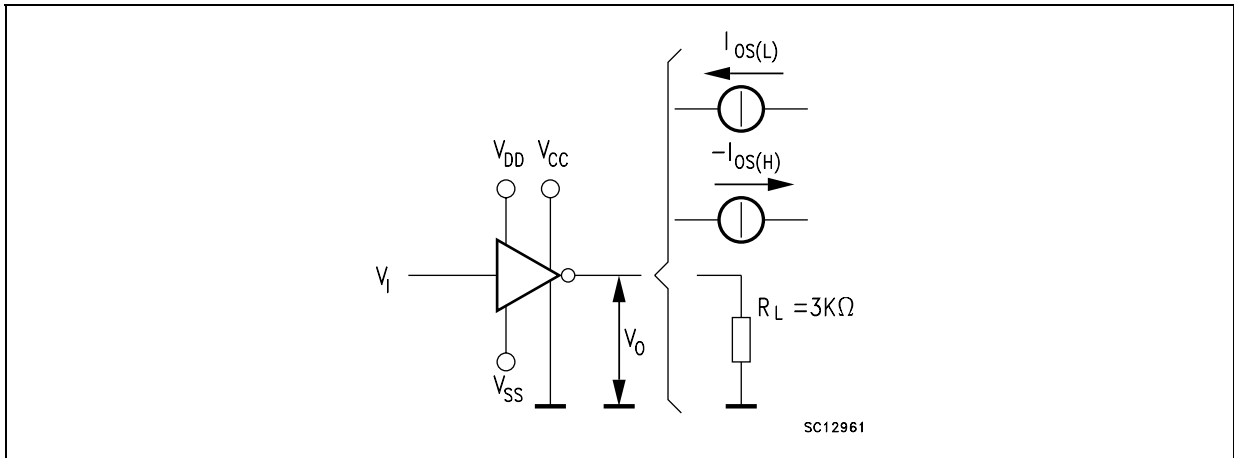 I OS(L)
-I OS(H)
V DD V CC
V I
R L =3KΩ
V O
V SS
SC12961